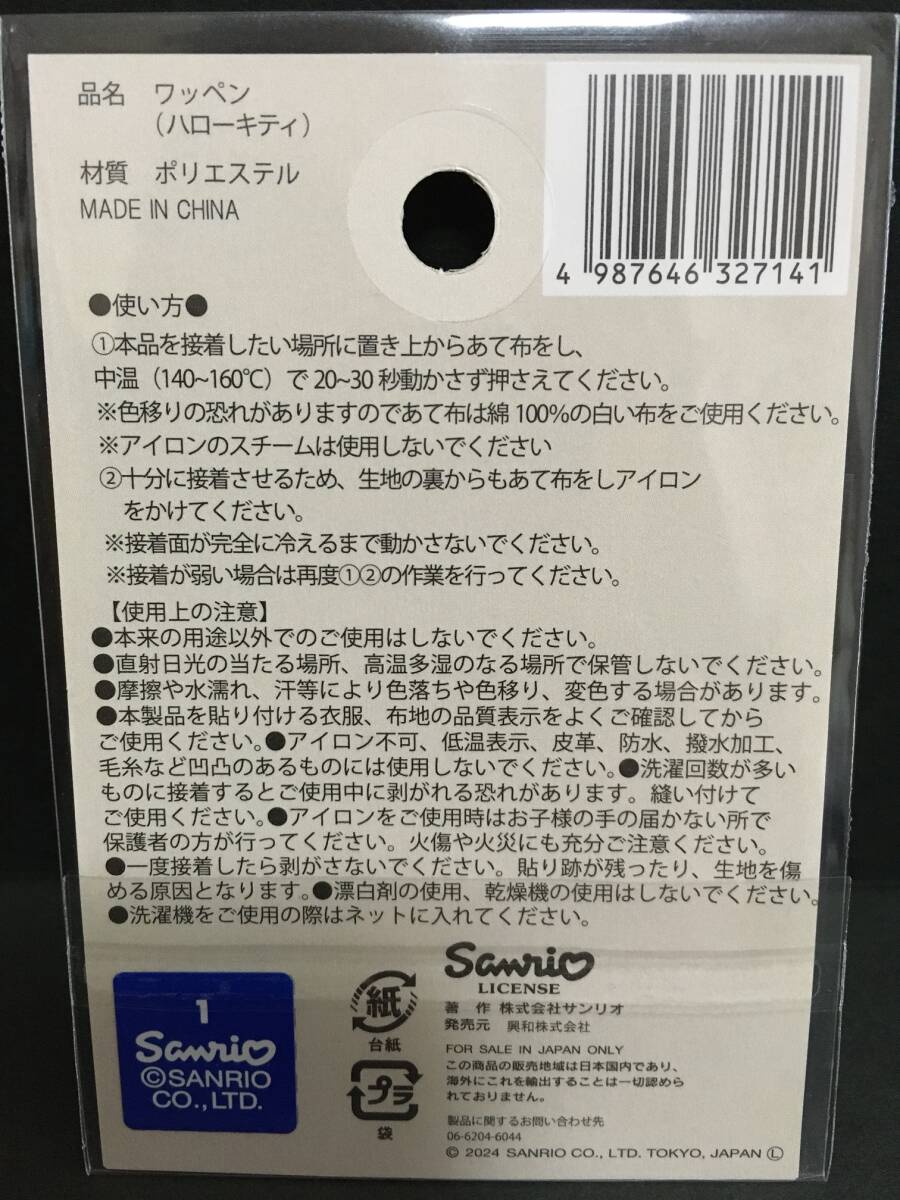 品名 ワッペン
（ハローキティ）
材質 ポリエステル
MADE IN CHINA
4 987646 327141
●使い方●
①本品を接着したい場所に置き上からあて布をし、
中温（140~160℃）で20~30秒動かさず押さえてください。
※色移りの恐れがありますのであて布は綿100%の白い布をご使用ください。
※アイロンのスチームは使用しないでください
②十分に接着させるため、生地の裏からもあて布をしアイロン
をかけてください。
※接着面が完全に冷えるまで動かさないでください。
※接着が弱い場合は再度①②の作業を行ってください。
【使用上の注意】
●本来の用途以外でのご使用はしないでください。
●直射日光の当たる場所、高温多湿のなる場所で保管しないでください。
●摩擦や水濡れ、汗等により色落ちや色移り、変色する場合があります。
●本製品を貼り付ける衣服、布地の品質表示をよくご確認してから
ご使用ください。●アイロン不可、低温表示、皮革、防水、撥水加工、
毛糸など凹凸のあるものには使用しないでください。●洗濯回数が多い
ものに接着するとご使用中に剥がれる恐れがあります。縫い付けて
ご使用ください。●アイロンをご使用時はお子様の手の届かない所で
保護者の方が行ってください。火傷や火災にも充分ご注意ください。
●一度接着したら剥がさないでください。貼り跡が残ったり、生地を傷
める原因となります。●漂白剤の使用、乾燥機の使用はしないでください。
●洗濯機をご使用の際はネットに入れてください。
1
Sanrio
©SANRIO
CO.,LTD.
紙
台紙
プラ
袋
Sanrio
LICENSE
著 作 株式会社サンリオ
発売元 興和株式会社
FOR SALE IN JAPAN ONLY
この商品の販売地域は日本国内であり、
海外にこれを輸出することは一切認めら
れておりません。
製品に関するお問い合わせ先
06-6204-6044
© 2024 SANRIO CO., LTD. TOKYO, JAPAN Ⓛ